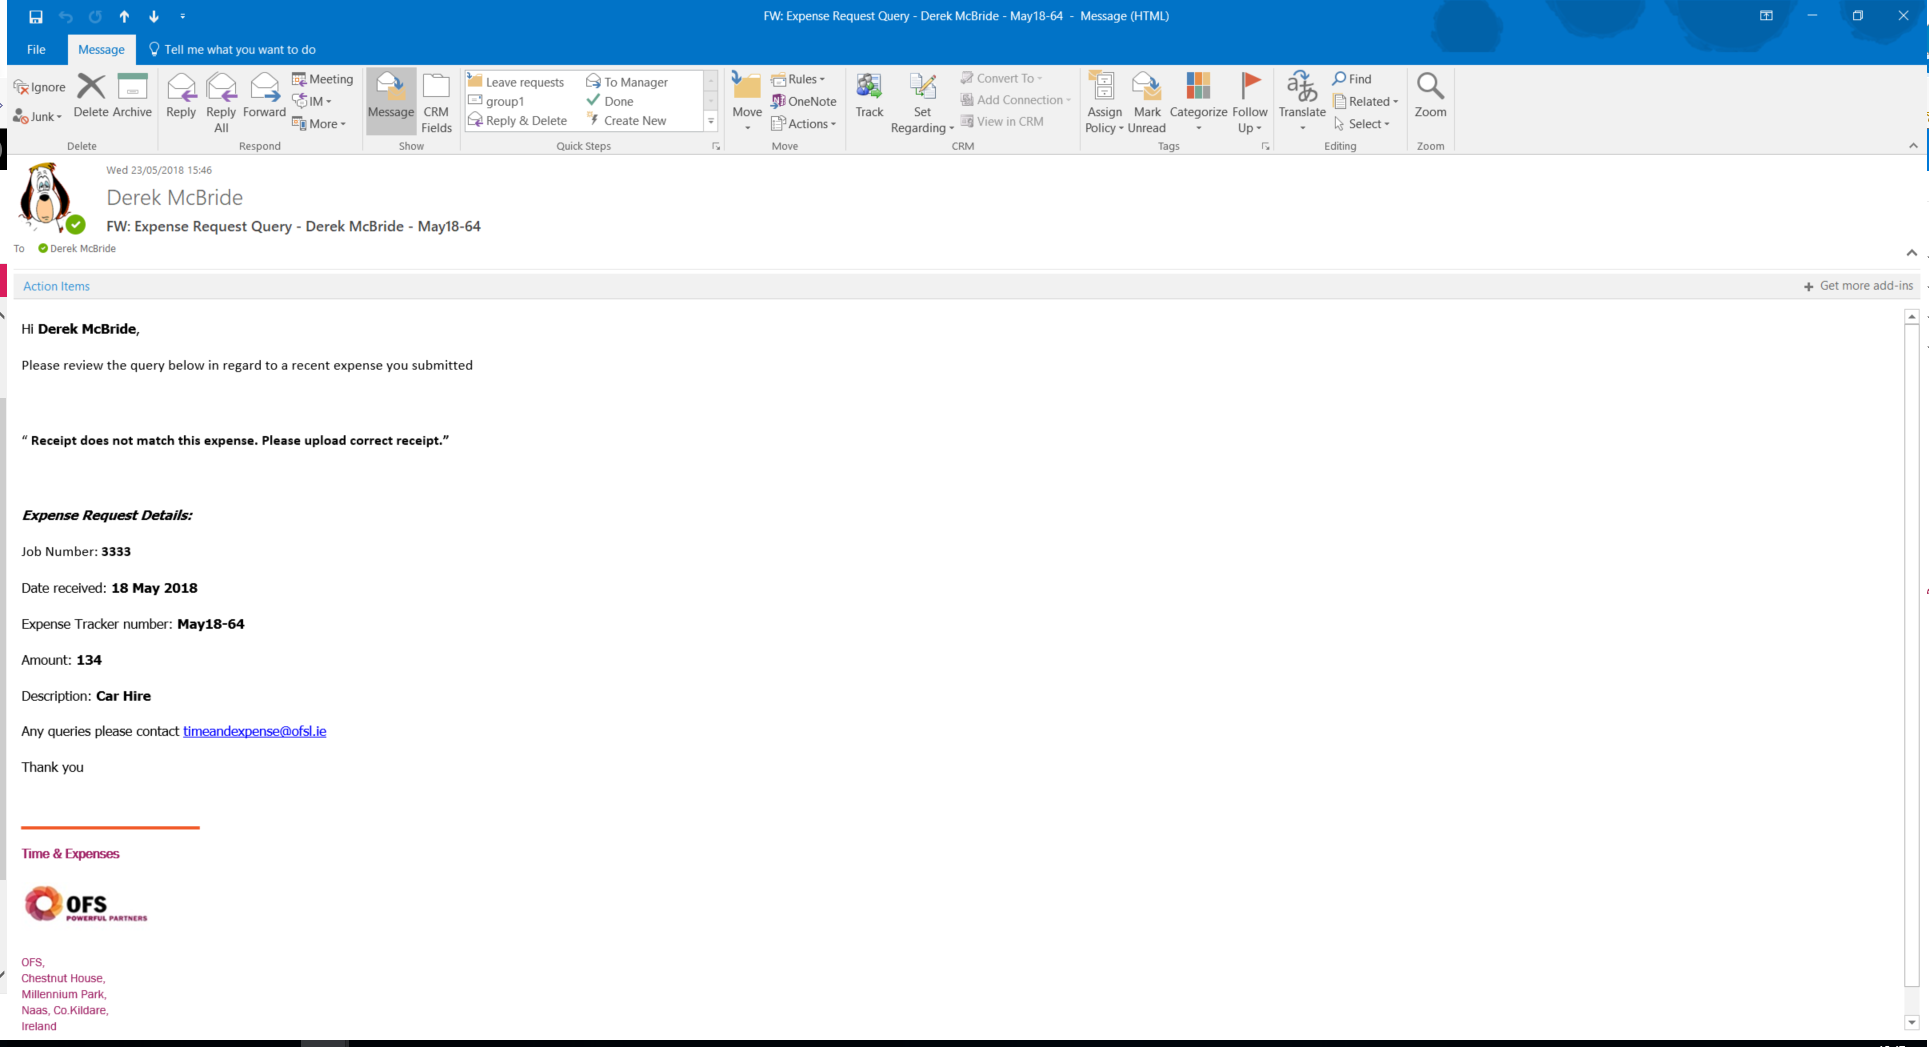 FW: Expense Request Query - Derek McBride - May18-64 - Message (HTML)
File Message Tell me what you want to do
Ignore
Junk
Delete Archive
Delete
Reply Reply All Forward
Meeting
IM
More
Respond
Message CRM Fields
Show
Leave requests To Manager
group1 Done
Reply & Delete Create New
Quick Steps
Move
Rules
OneNote
Actions
Move
Track Set Regarding
Convert To
Add Connection
View in CRM
CRM
Assign Policy Mark Unread Categorize Follow Up
Tags
Translate
Find
Related
Select
Editing
Zoom
Zoom
Wed 23/05/2018 15:46
Derek McBride
FW: Expense Request Query - Derek McBride - May18-64
To Derek McBride
Action Items
Get more add-ins
Hi Derek McBride,
Please review the query below in regard to a recent expense you submitted
“ Receipt does not match this expense. Please upload correct receipt.”
Expense Request Details:
Job Number: 3333
Date received: 18 May 2018
Expense Tracker number: May18-64
Amount: 134
Description: Car Hire
Any queries please contact timeandexpense@ofsl.ie
Thank you
Time & Expenses
OFS
POWERFUL PARTNERS
OFS,
Chestnut House,
Millennium Park,
Naas, Co.Kildare,
Ireland